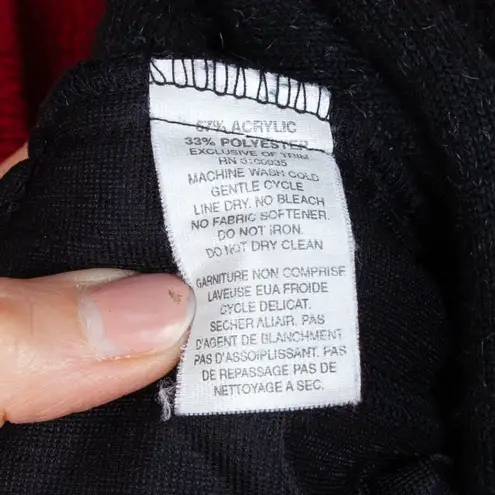 67% ACRYLIC
33% POLYESTER
EXCLUSIVE OF TRIM
RN 0100035
MACHINE WASH COLD
GENTLE CYCLE
LINE DRY. NO BLEACH
NO FABRIC SOFTENER.
DO NOT IRON.
DO NOT DRY CLEAN
GARNITURE NON COMPRISE
LAVEUSE EUA FROIDE
CYCLE DELICAT.
SECHER ALIAIR. PAS
D'AGENT DE BLANCHMENT
PAS D'ASSOIPLISSANT. PAS
DE REPASSAGE PAS DE
NETTOYAGE A SEC.